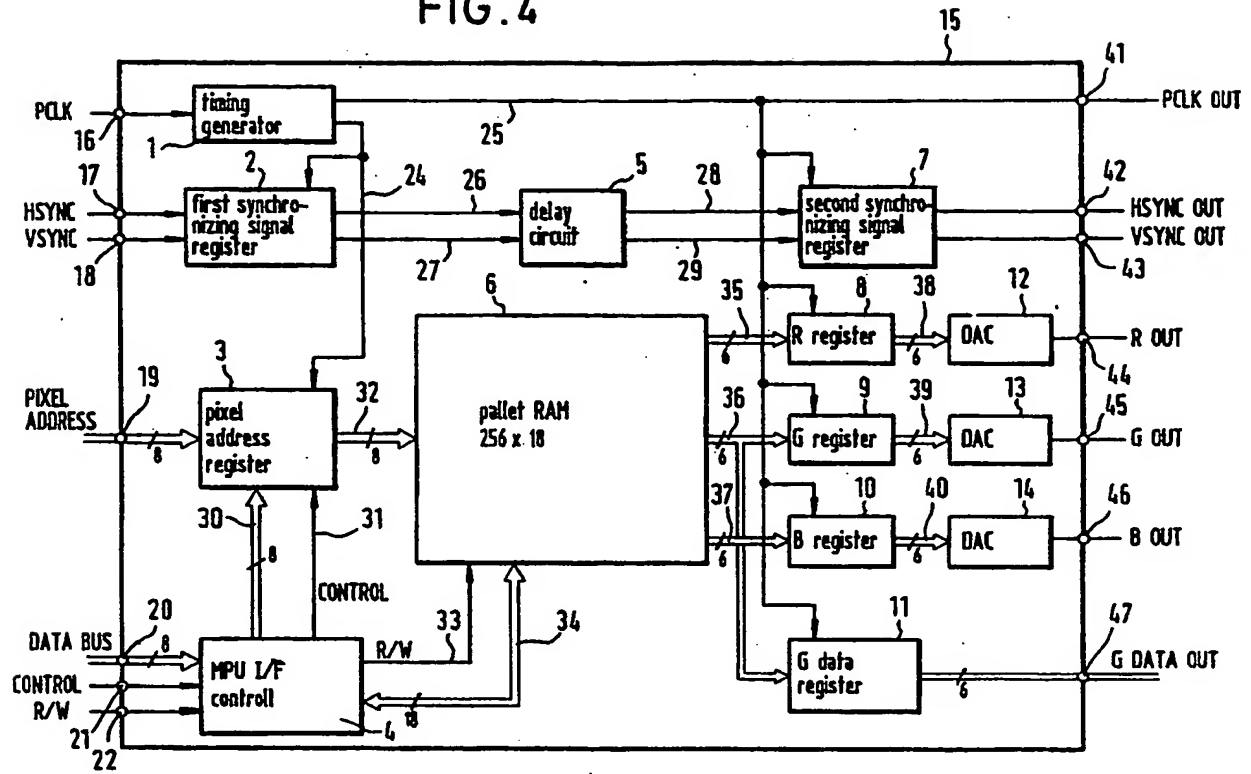 FIG. 4
15
41
PCLK
timing
generator
PCLK OUT
16
1
25
17
2
24
26
5
28
7
42
HSYNC
first synchro-
nizing signal
register
delay
circuit
second synchro-
nizing signal
register
HSYNC OUT
VSYNC
VSYNC OUT
18
27
29
43
6
35
8
38
12
R register
DAC
R OUT
6
6
44
3
32
PIXEL
ADDRESS
19
pixel
address
register
pallet RAM
256 x 18
36
9
39
13
45
8
8
G register
DAC
G OUT
6
6
37
10
40
14
46
30
31
8
B register
DAC
B OUT
6
6
CONTROL
33
34
11
47
DATA BUS
20
8
MPU I/F
controll
R/W
G data
register
G DATA OUT
CONTROL
18
6
R/W
21
22
4